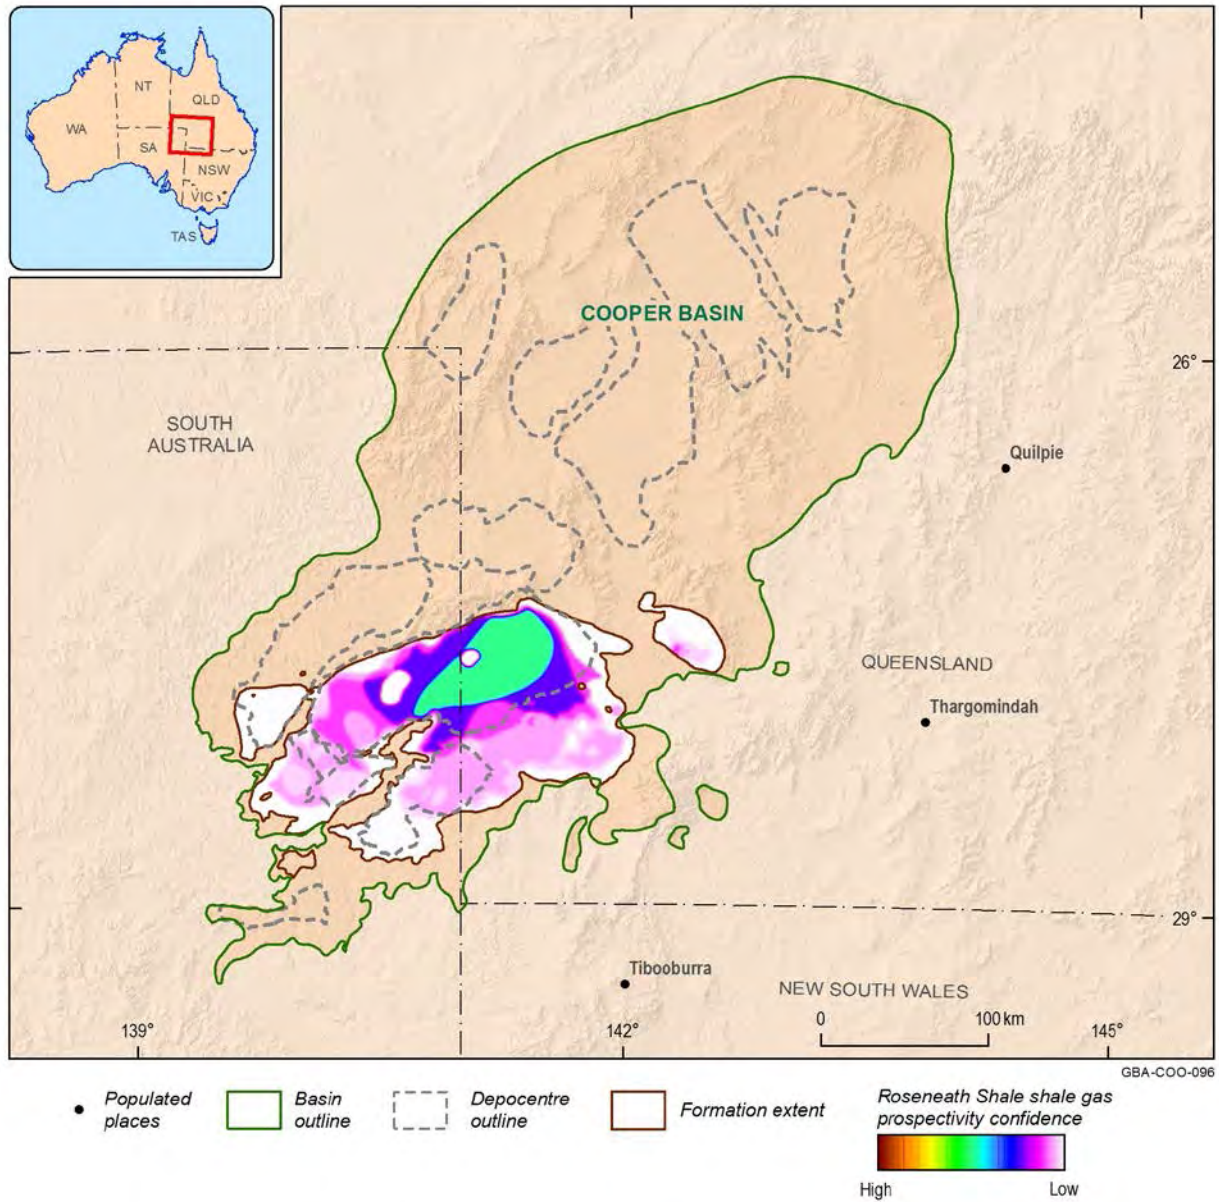 NT
QLD
WA
SA
NSW
VIC
TAS
COOPER BASIN
26°
SOUTH
AUSTRALIA
Quilpie
QUEENSLAND
Thargomindah
29°
Tibooburra
NEW SOUTH WALES
0 100 km
139° 142° 145°
GBA-COO-096
Populated
places
Basin
outline
Depocentre
outline
Formation extent
Roseneath Shale shale gas
prospectivity confidence
High Low